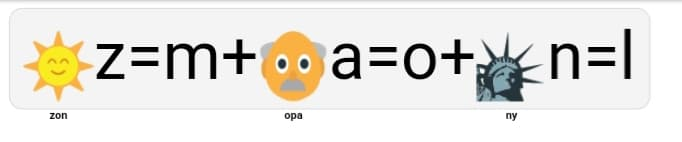 z=m+ a=o+ n=l
zon opa ny